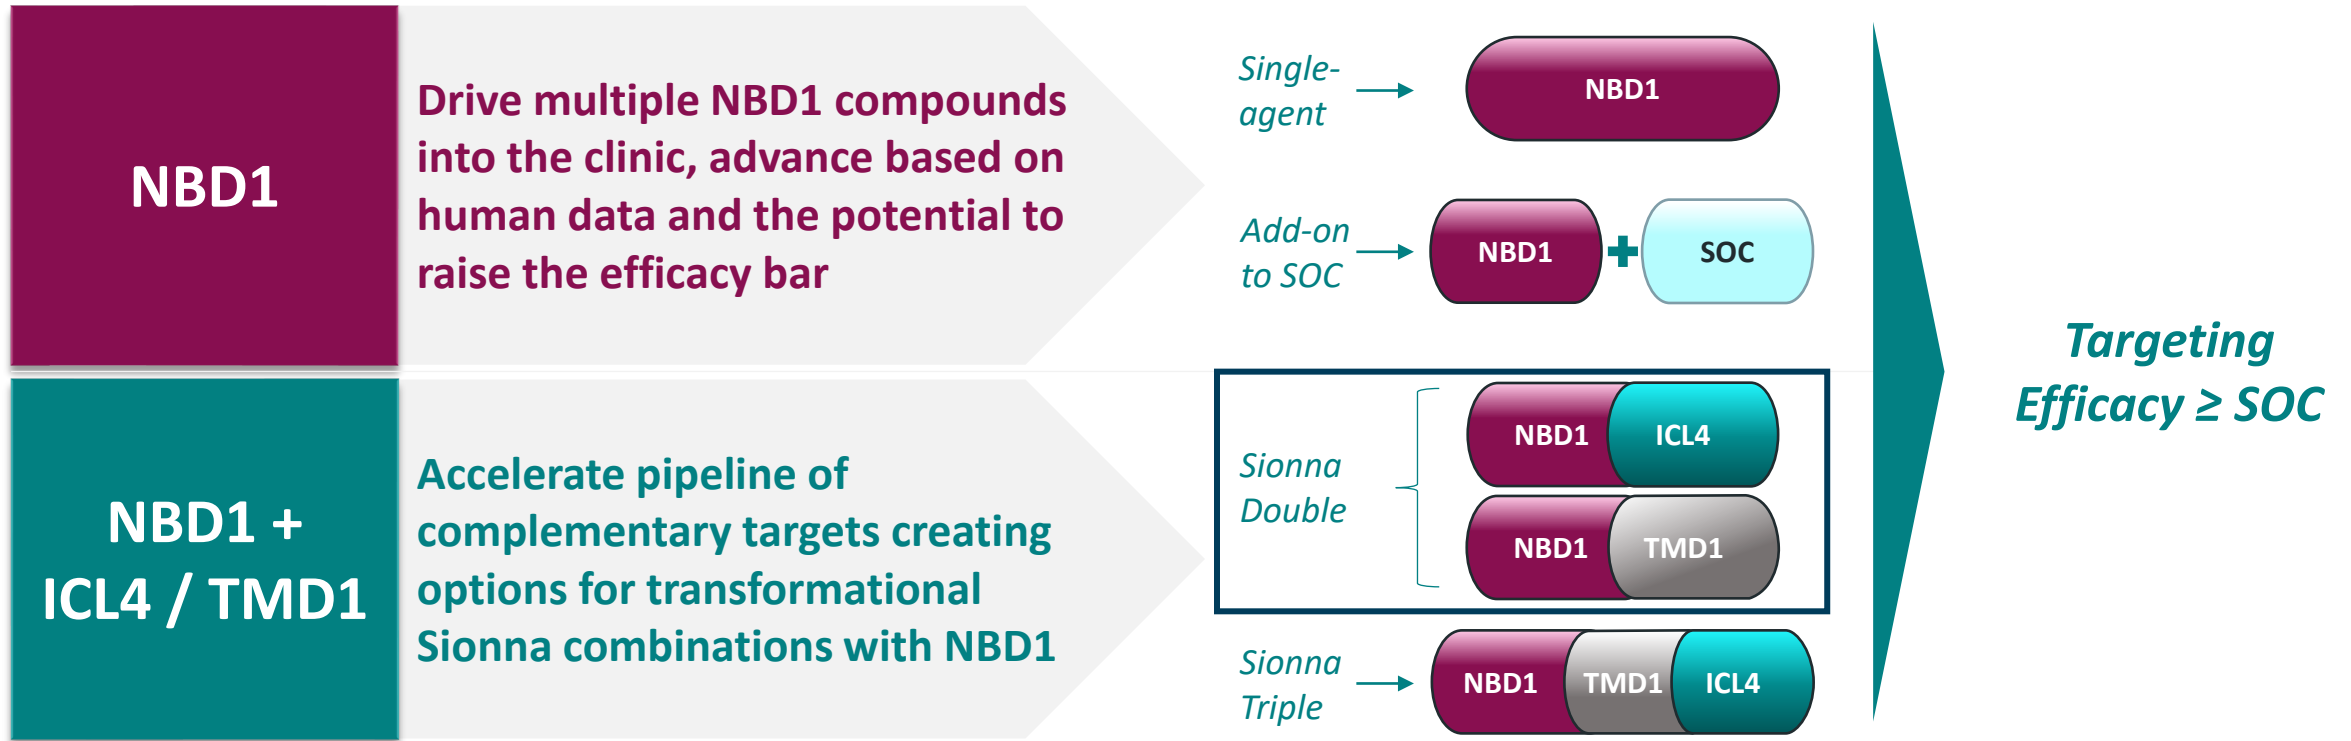 NBD1
Drive multiple NBD1 compounds
into the clinic, advance based on
human data and the potential to
raise the efficacy bar
Single-
agent
NBD1
Add-on
to SOC
NBD1
SOC
NBD1 +
ICL4 / TMD1
Accelerate pipeline of
complementary targets creating
options for transformational
Sionna combinations with NBD1
Sionna
Double
NBD1 ICL4
NBD1 TMD1
Sionna
Triple
NBD1 TMD1 ICL4
Targeting
Efficacy ≥ SOC